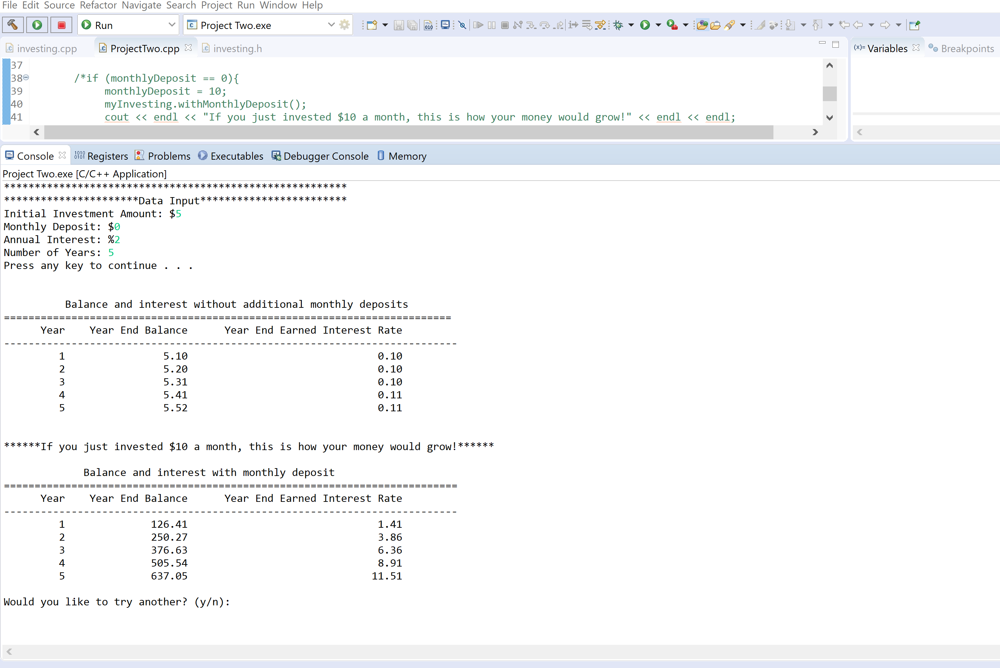 File Edit Source Refactor Navigate Search Project Run Window Help
Run Project Two.exe
investing.cpp ProjectTwo.cpp investing.h (x)= Variables Breakpoints
37
38 /*if (monthlyDeposit == 0){
39 monthlyDeposit = 10;
40 myInvesting.withMonthlyDeposit();
41 cout << endl << "If you just invested $10 a month, this is how your money would grow!" << endl << endl;
Console Registers Problems Executables Debugger Console Memory
Project Two.exe [C/C++ Application]
********************************************************
**********************Data Input************************
Initial Investment Amount: $5
Monthly Deposit: $0
Annual Interest: %2
Number of Years: 5
Press any key to continue . . .
Balance and interest without additional monthly deposits
=========================================================================
Year Year End Balance Year End Earned Interest Rate
--------------------------------------------------------------------------
1 5.10 0.10
2 5.20 0.10
3 5.31 0.10
4 5.41 0.11
5 5.52 0.11
******If you just invested $10 a month, this is how your money would grow!******
Balance and interest with monthly deposit
==========================================================================
Year Year End Balance Year End Earned Interest Rate
--------------------------------------------------------------------------
1 126.41 1.41
2 250.27 3.86
3 376.63 6.36
4 505.54 8.91
5 637.05 11.51
Would you like to try another? (y/n):